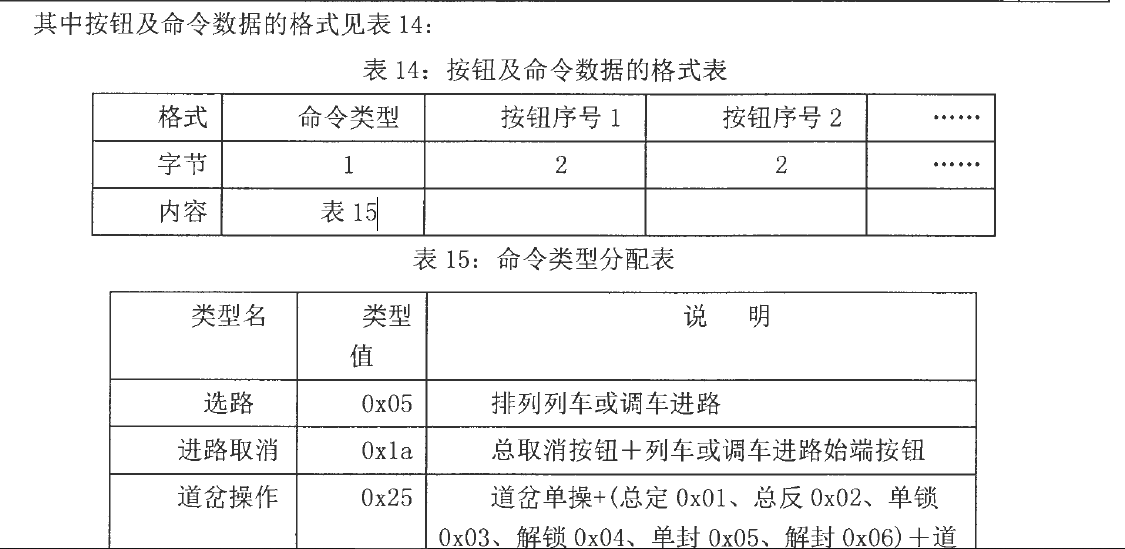 其中按钮及命令数据的格式见表 14：
表 14：按钮及命令数据的格式表
格式 命令类型 按钮序号 1 按钮序号 2 ……
字节 1 2 2 ……
内容 表 15
表 15：命令类型分配表
类型名 类型值 说 明
选路 0x05 排列列车或调车进路
进路取消 0x1a 总取消按钮＋列车或调车进路始端按钮
道岔操作 0x25 道岔单操+(总定 0x01、总反 0x02、单锁
0x03、解锁 0x04、单封 0x05、解封 0x06)＋道